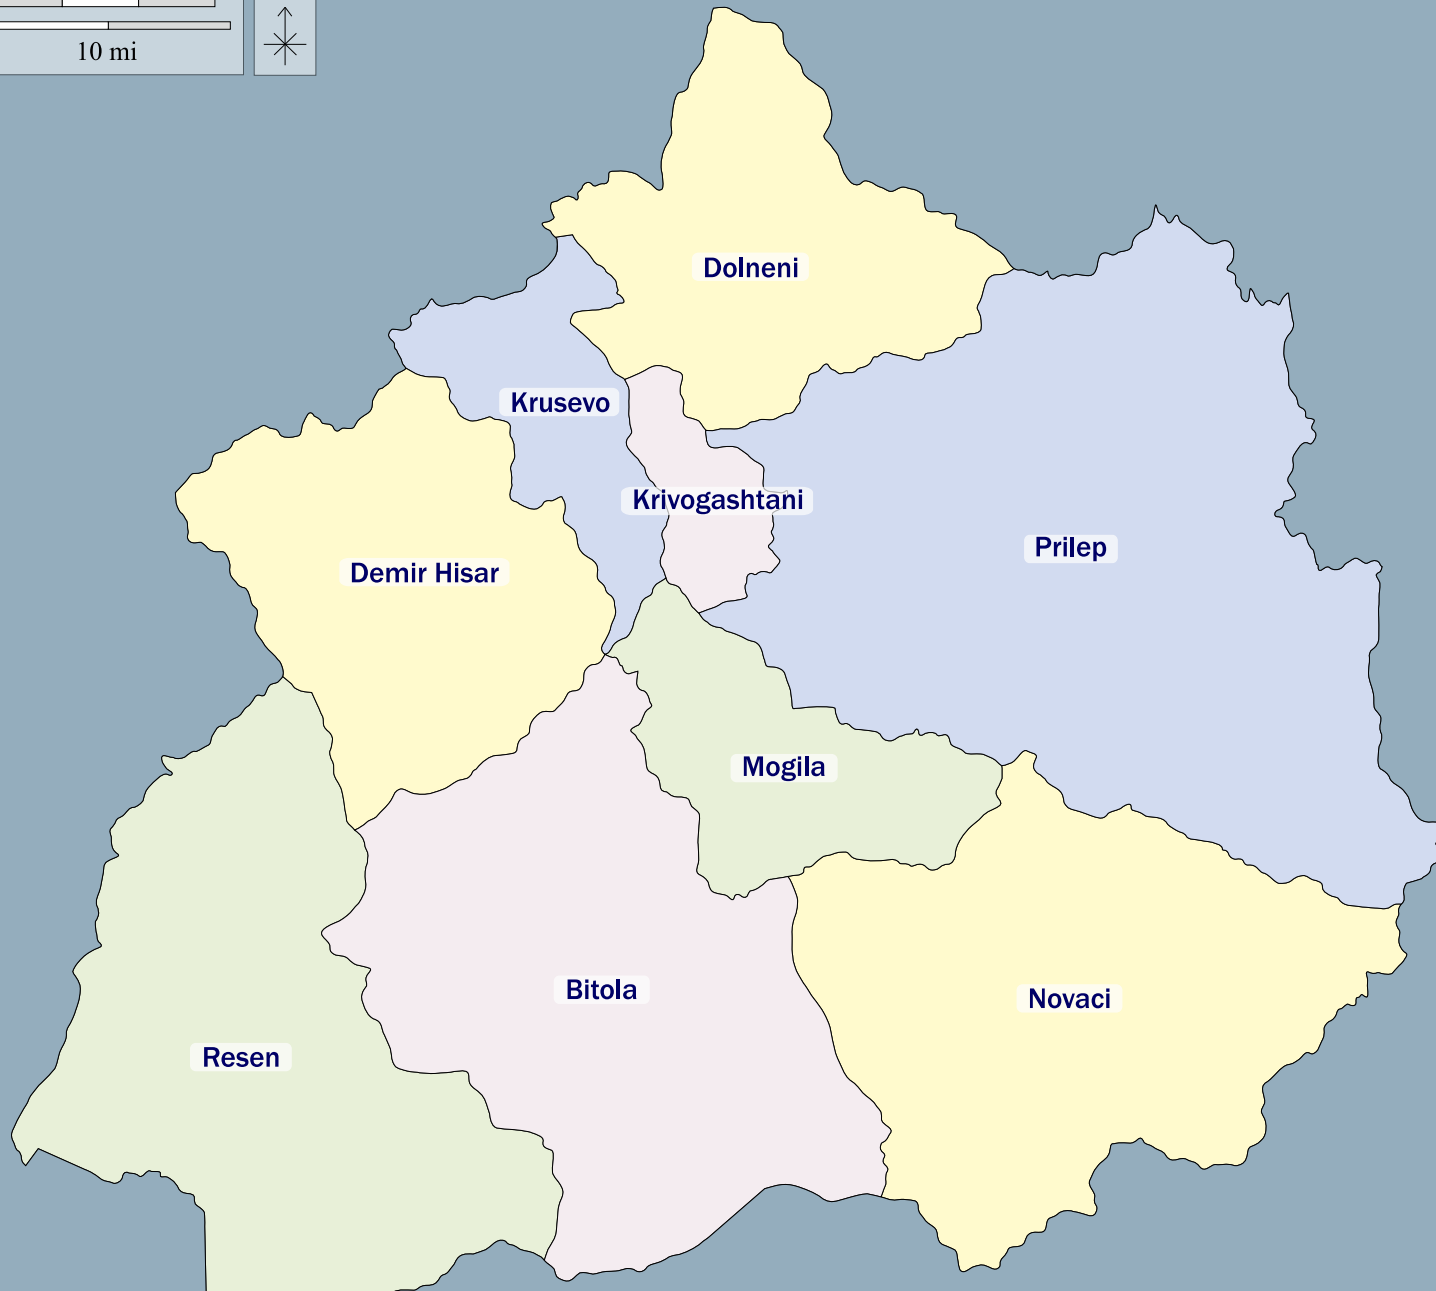 10 mi
Dolneni
Krusevo
Krivogashtani
Prilep
Demir Hisar
Mogila
Bitola
Novaci
Resen